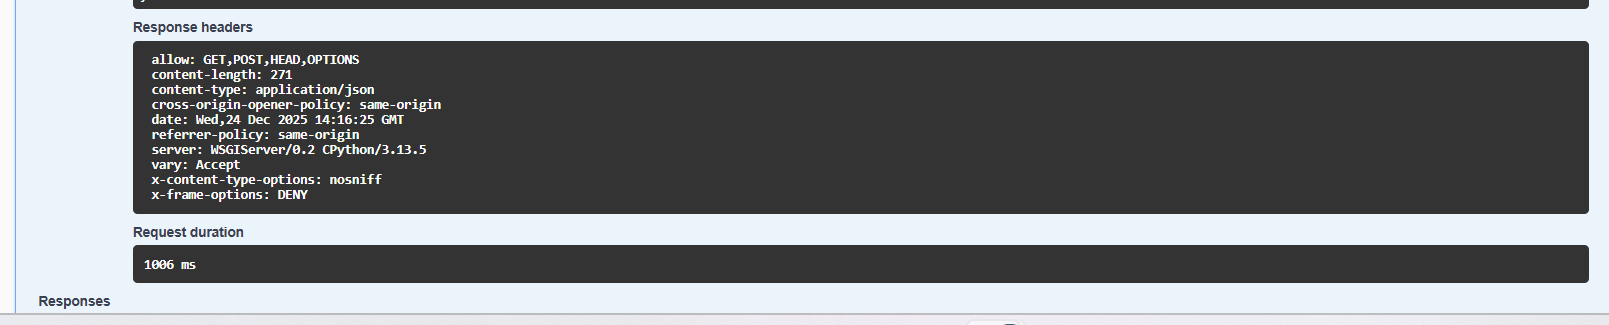 Response headers
allow: GET,POST,HEAD,OPTIONS
content-length: 271
content-type: application/json
cross-origin-opener-policy: same-origin
date: Wed,24 Dec 2025 14:16:25 GMT
referrer-policy: same-origin
server: WSGIServer/0.2 CPython/3.13.5
vary: Accept
x-content-type-options: nosniff
x-frame-options: DENY
Request duration
1006 ms
Responses